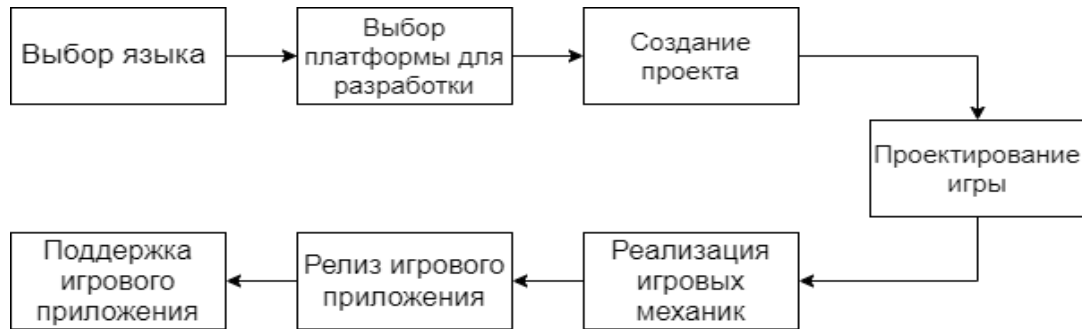 Выбор языка
Выбор
платформы для
разработки
Создание
проекта
Проектирование
игры
Реализация
игровых
механик
Релиз игрового
приложения
Поддержка
игрового
приложения